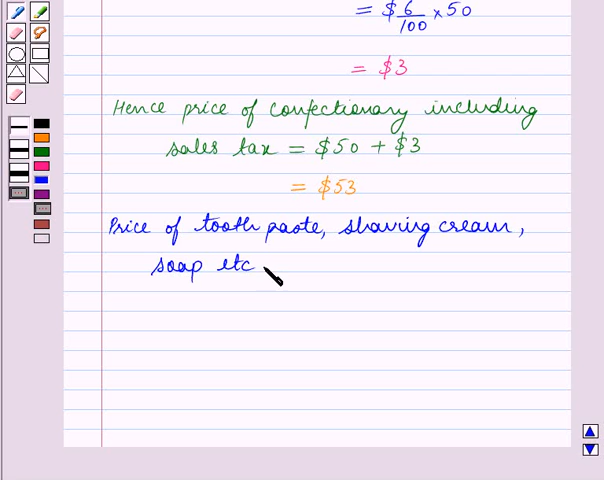 = $ 6/100 × 50
= $3
Hence price of confectionary including
sales tax = $50 + $3
= $53
Price of tooth paste, shaving cream,
soap etc